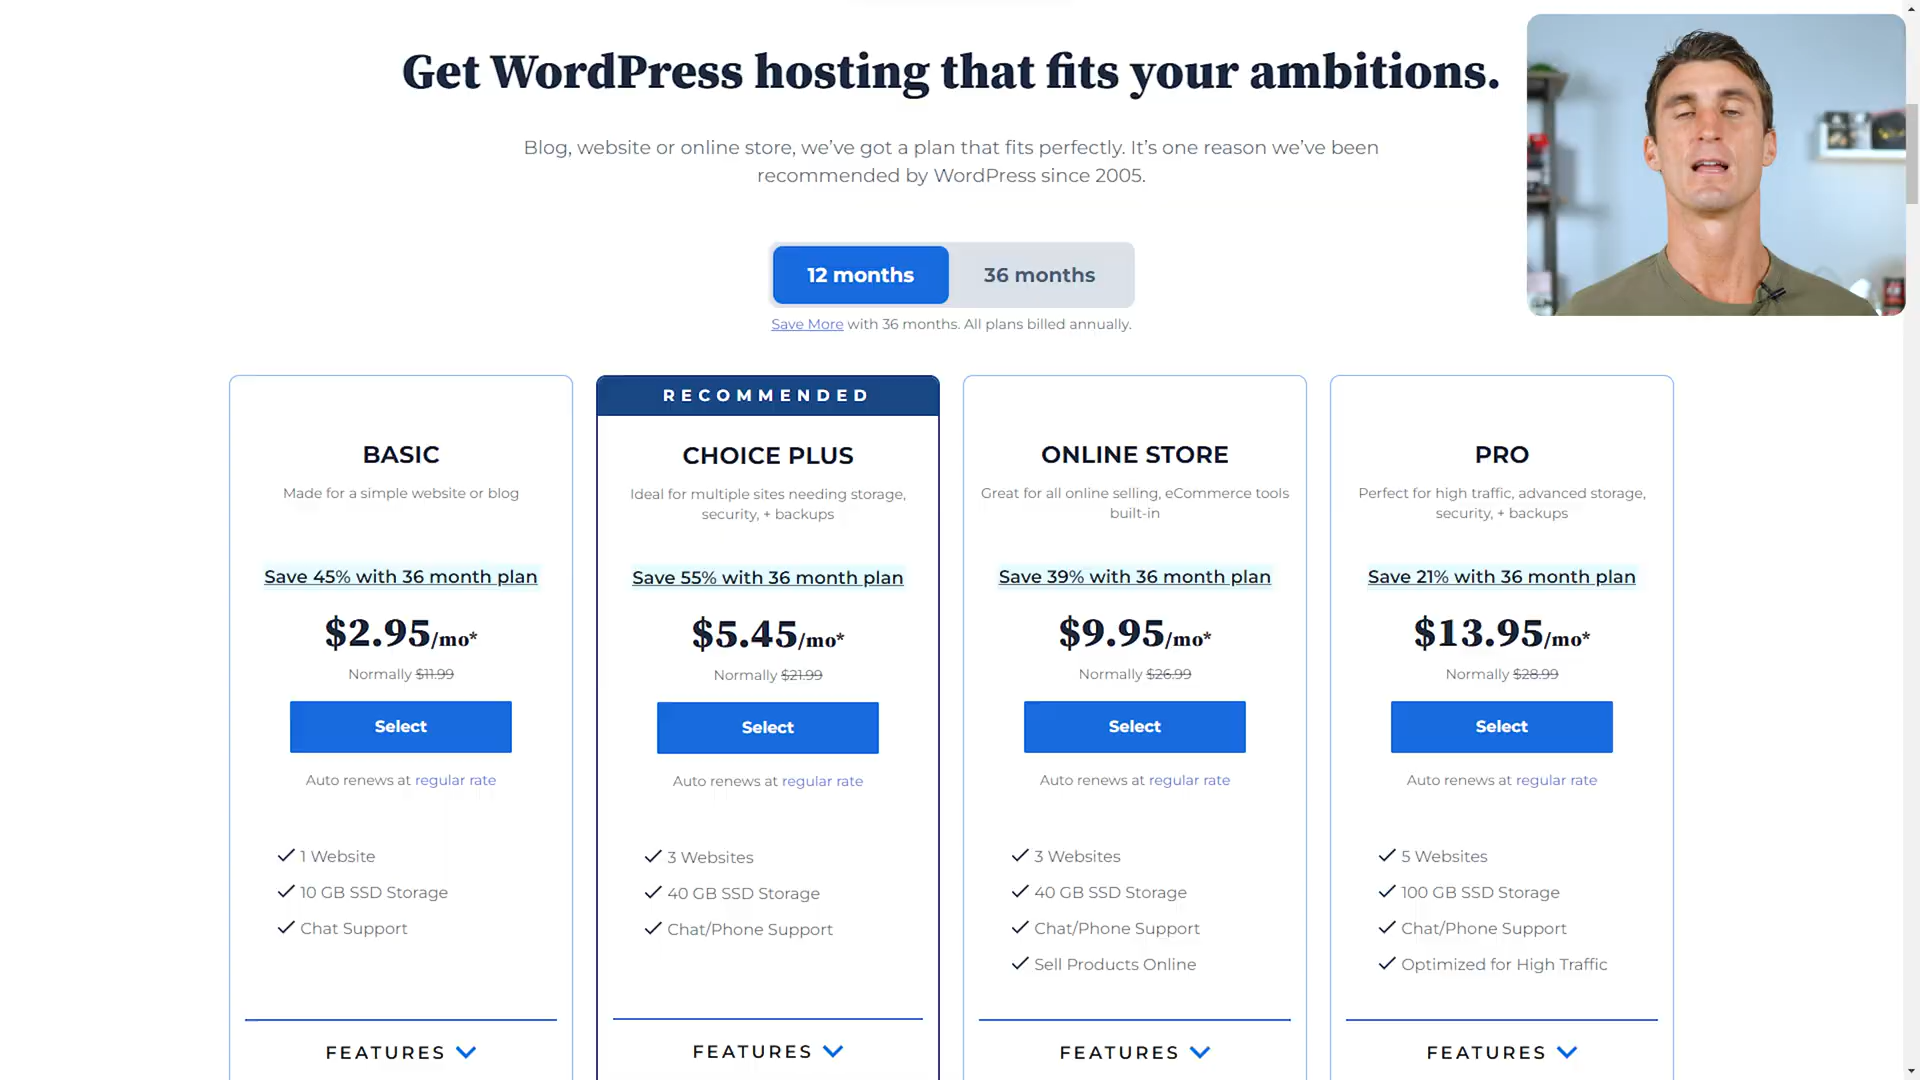 Get WordPress hosting that fits your ambitions.
Blog, website or online store, we’ve got a plan that fits perfectly. It’s one reason we’ve been
recommended by WordPress since 2005.
12 months
36 months
Save More with 36 months. All plans billed annually.
BASIC
Made for a simple website or blog
Save 45% with 36 month plan
$2.95/mo*
Normally $11.99
Select
Auto renews at regular rate
1 Website
10 GB SSD Storage
Chat Support
FEATURES
RECOMMENDED
CHOICE PLUS
Ideal for multiple sites needing storage,
security, + backups
Save 55% with 36 month plan
$5.45/mo*
Normally $21.99
Select
Auto renews at regular rate
3 Websites
40 GB SSD Storage
Chat/Phone Support
FEATURES
ONLINE STORE
Great for all online selling, eCommerce tools
built-in
Save 39% with 36 month plan
$9.95/mo*
Normally $26.99
Select
Auto renews at regular rate
3 Websites
40 GB SSD Storage
Chat/Phone Support
Sell Products Online
FEATURES
PRO
Perfect for high traffic, advanced storage,
security, + backups
Save 21% with 36 month plan
$13.95/mo*
Normally $28.99
Select
Auto renews at regular rate
5 Websites
100 GB SSD Storage
Chat/Phone Support
Optimized for High Traffic
FEATURES